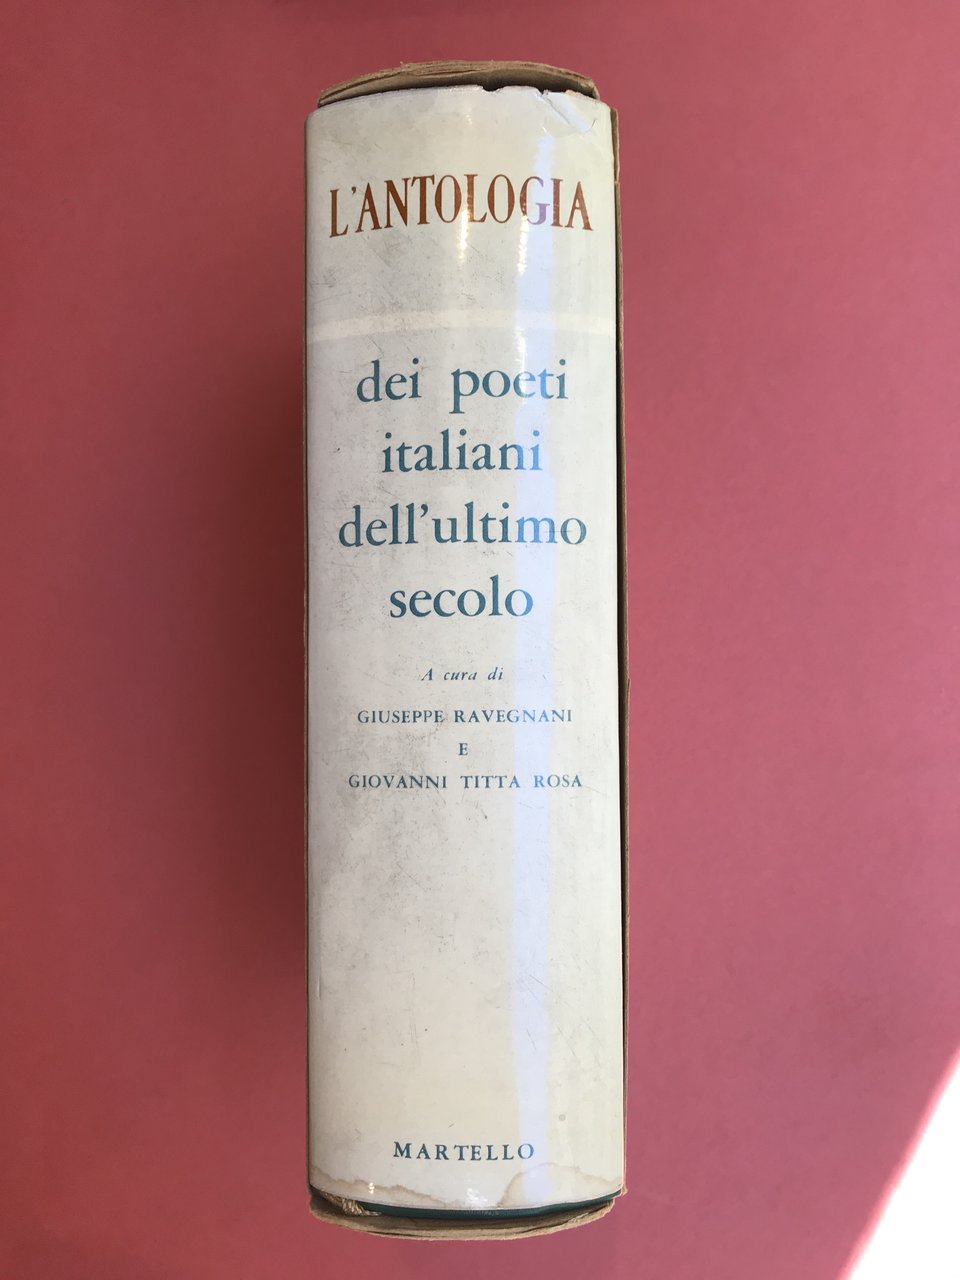 L'ANTOLOGIA
dei poeti
italiani
dell'ultimo
secolo
A cura di
GIUSEPPE RAVEGNANI
E
GIOVANNI TITTA ROSA
MARTELLO